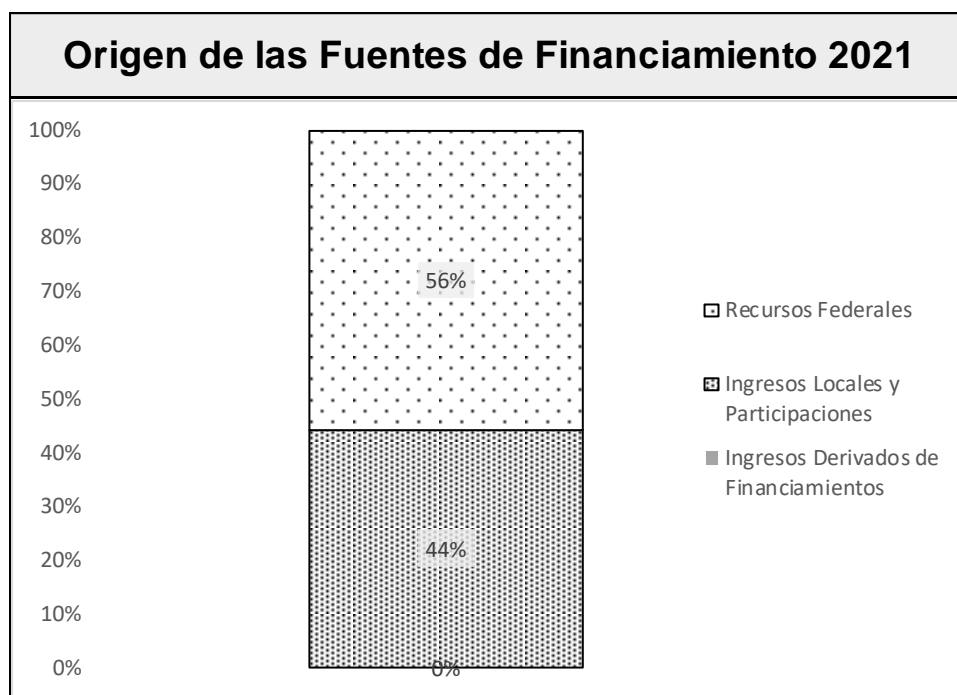 Origen de las Fuentes de Financiamiento 2021
100%
90%
80%
70%
60%
50%
40%
30%
20%
10%
0%
56%
44%
0%
Recursos Federales
Ingresos Locales y
Participaciones
Ingresos Derivados de
Financiamientos